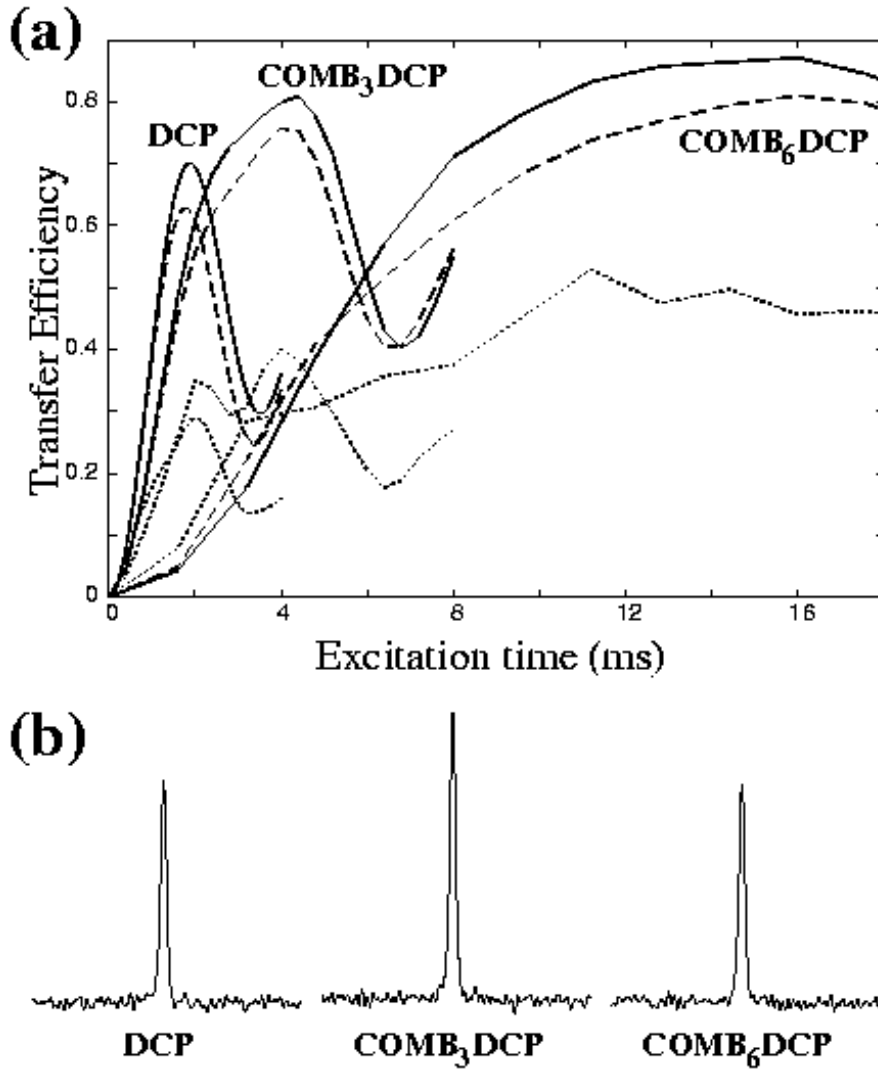 (a)
COMB₃DCP
DCP
COMB₆DCP
Transfer Efficiency
0.8
0.6
0.4
0.2
0
0 4 8 12 16
Excitation time (ms)
(b)
DCP COMB₃DCP COMB₆DCP